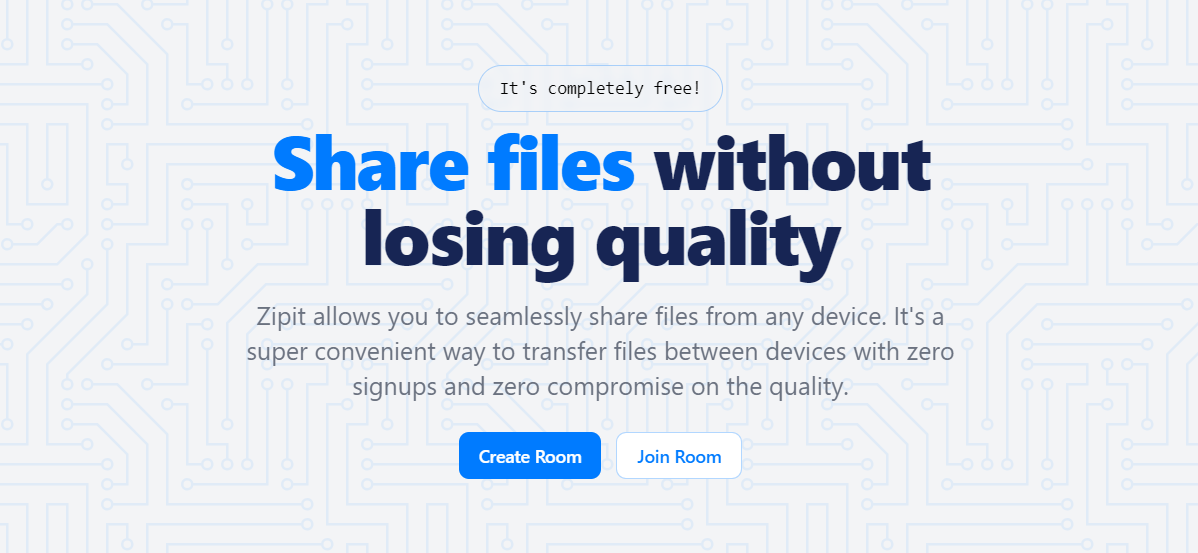 It's completely free!
Share files without
losing quality
Zipit allows you to seamlessly share files from any device. It's a
super convenient way to transfer files between devices with zero
signups and zero compromise on the quality.
Create Room
Join Room